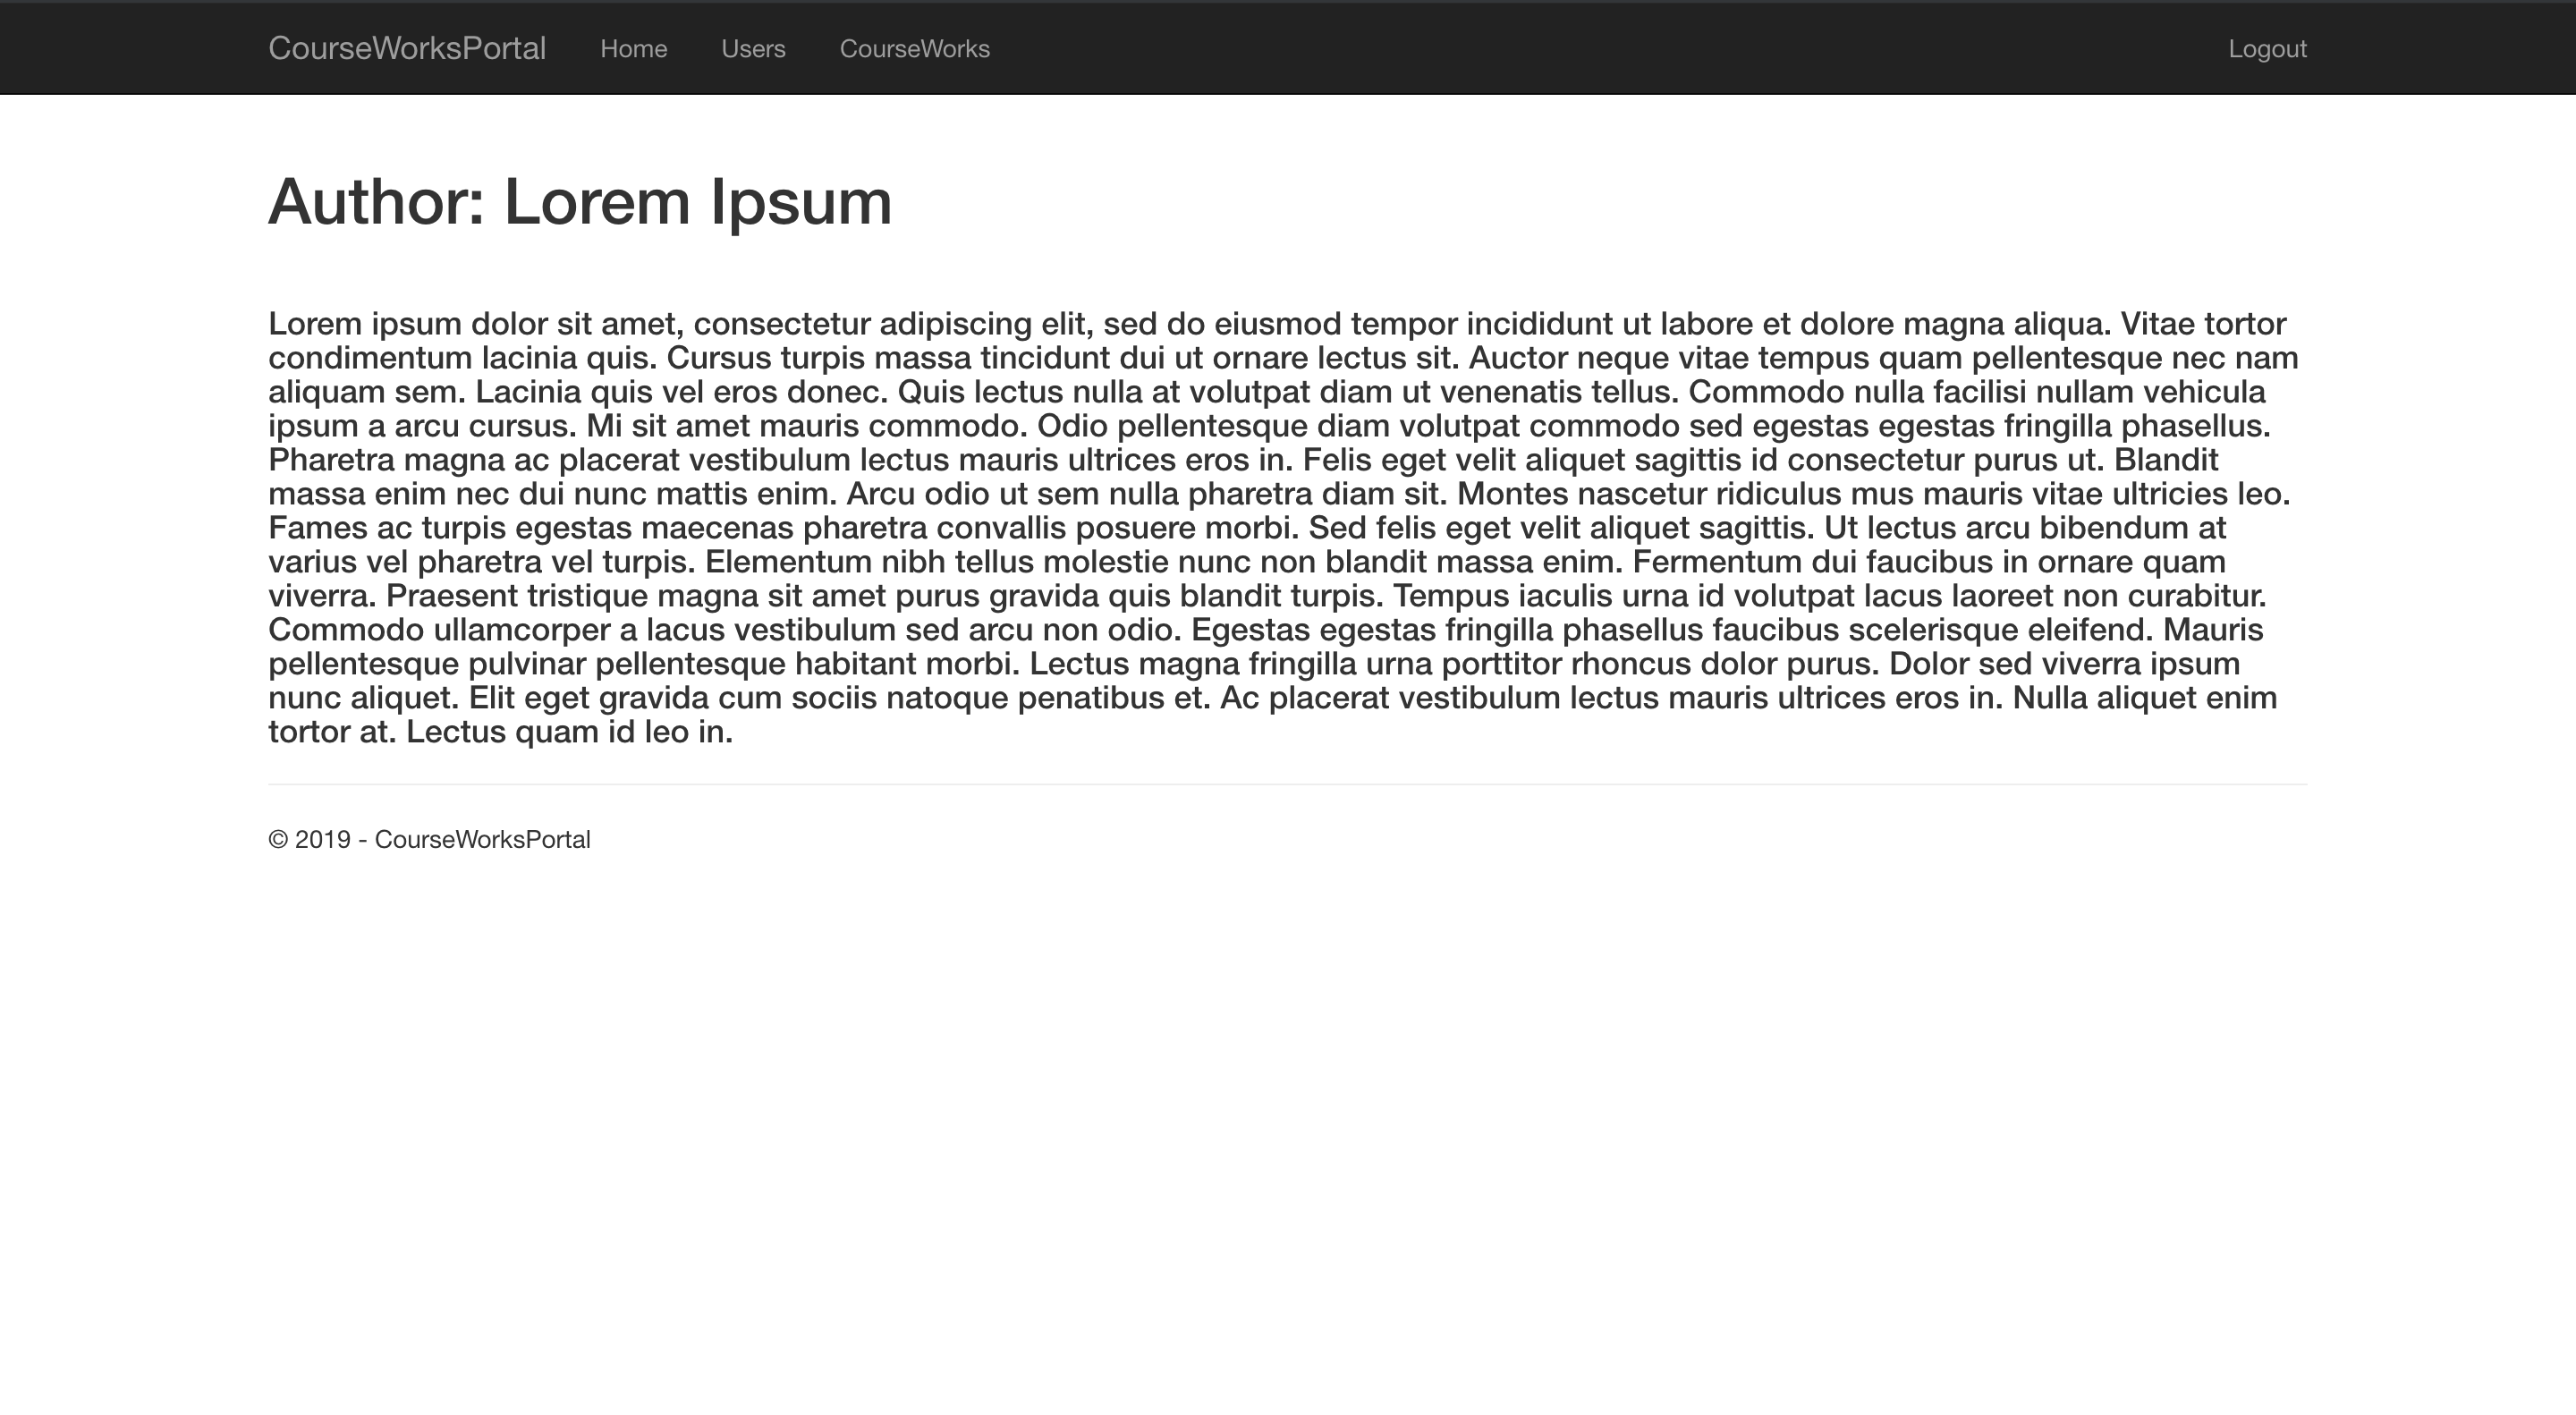 CourseWorksPortal Home Users CourseWorks Logout
Author: Lorem Ipsum
Lorem ipsum dolor sit amet, consectetur adipiscing elit, sed do eiusmod tempor incididunt ut labore et dolore magna aliqua. Vitae tortor
condimentum lacinia quis. Cursus turpis massa tincidunt dui ut ornare lectus sit. Auctor neque vitae tempus quam pellentesque nec nam
aliquam sem. Lacinia quis vel eros donec. Quis lectus nulla at volutpat diam ut venenatis tellus. Commodo nulla facilisi nullam vehicula
ipsum a arcu cursus. Mi sit amet mauris commodo. Odio pellentesque diam volutpat commodo sed egestas egestas fringilla phasellus.
Pharetra magna ac placerat vestibulum lectus mauris ultrices eros in. Felis eget velit aliquet sagittis id consectetur purus ut. Blandit
massa enim nec dui nunc mattis enim. Arcu odio ut sem nulla pharetra diam sit. Montes nascetur ridiculus mus mauris vitae ultricies leo.
Fames ac turpis egestas maecenas pharetra convallis posuere morbi. Sed felis eget velit aliquet sagittis. Ut lectus arcu bibendum at
varius vel pharetra vel turpis. Elementum nibh tellus molestie nunc non blandit massa enim. Fermentum dui faucibus in ornare quam
viverra. Praesent tristique magna sit amet purus gravida quis blandit turpis. Tempus iaculis urna id volutpat lacus laoreet non curabitur.
Commodo ullamcorper a lacus vestibulum sed arcu non odio. Egestas egestas fringilla phasellus faucibus scelerisque eleifend. Mauris
pellentesque pulvinar pellentesque habitant morbi. Lectus magna fringilla urna porttitor rhoncus dolor purus. Dolor sed viverra ipsum
nunc aliquet. Elit eget gravida cum sociis natoque penatibus et. Ac placerat vestibulum lectus mauris ultrices eros in. Nulla aliquet enim
tortor at. Lectus quam id leo in.
© 2019 - CourseWorksPortal